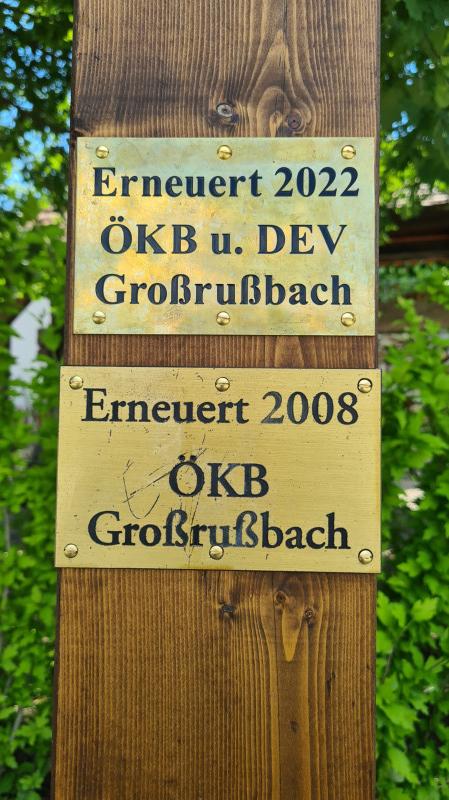 Erneuert 2022
ÖKB u. DEV
Großrußbach
Erneuert 2008
ÖKB
Großrußbach